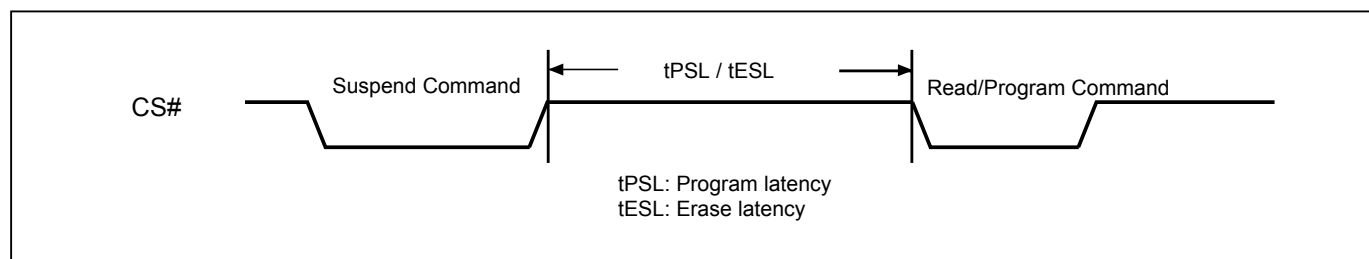 Suspend Command
tPSL / tESL
Read/Program Command
CS#
tPSL: Program latency
tESL: Erase latency